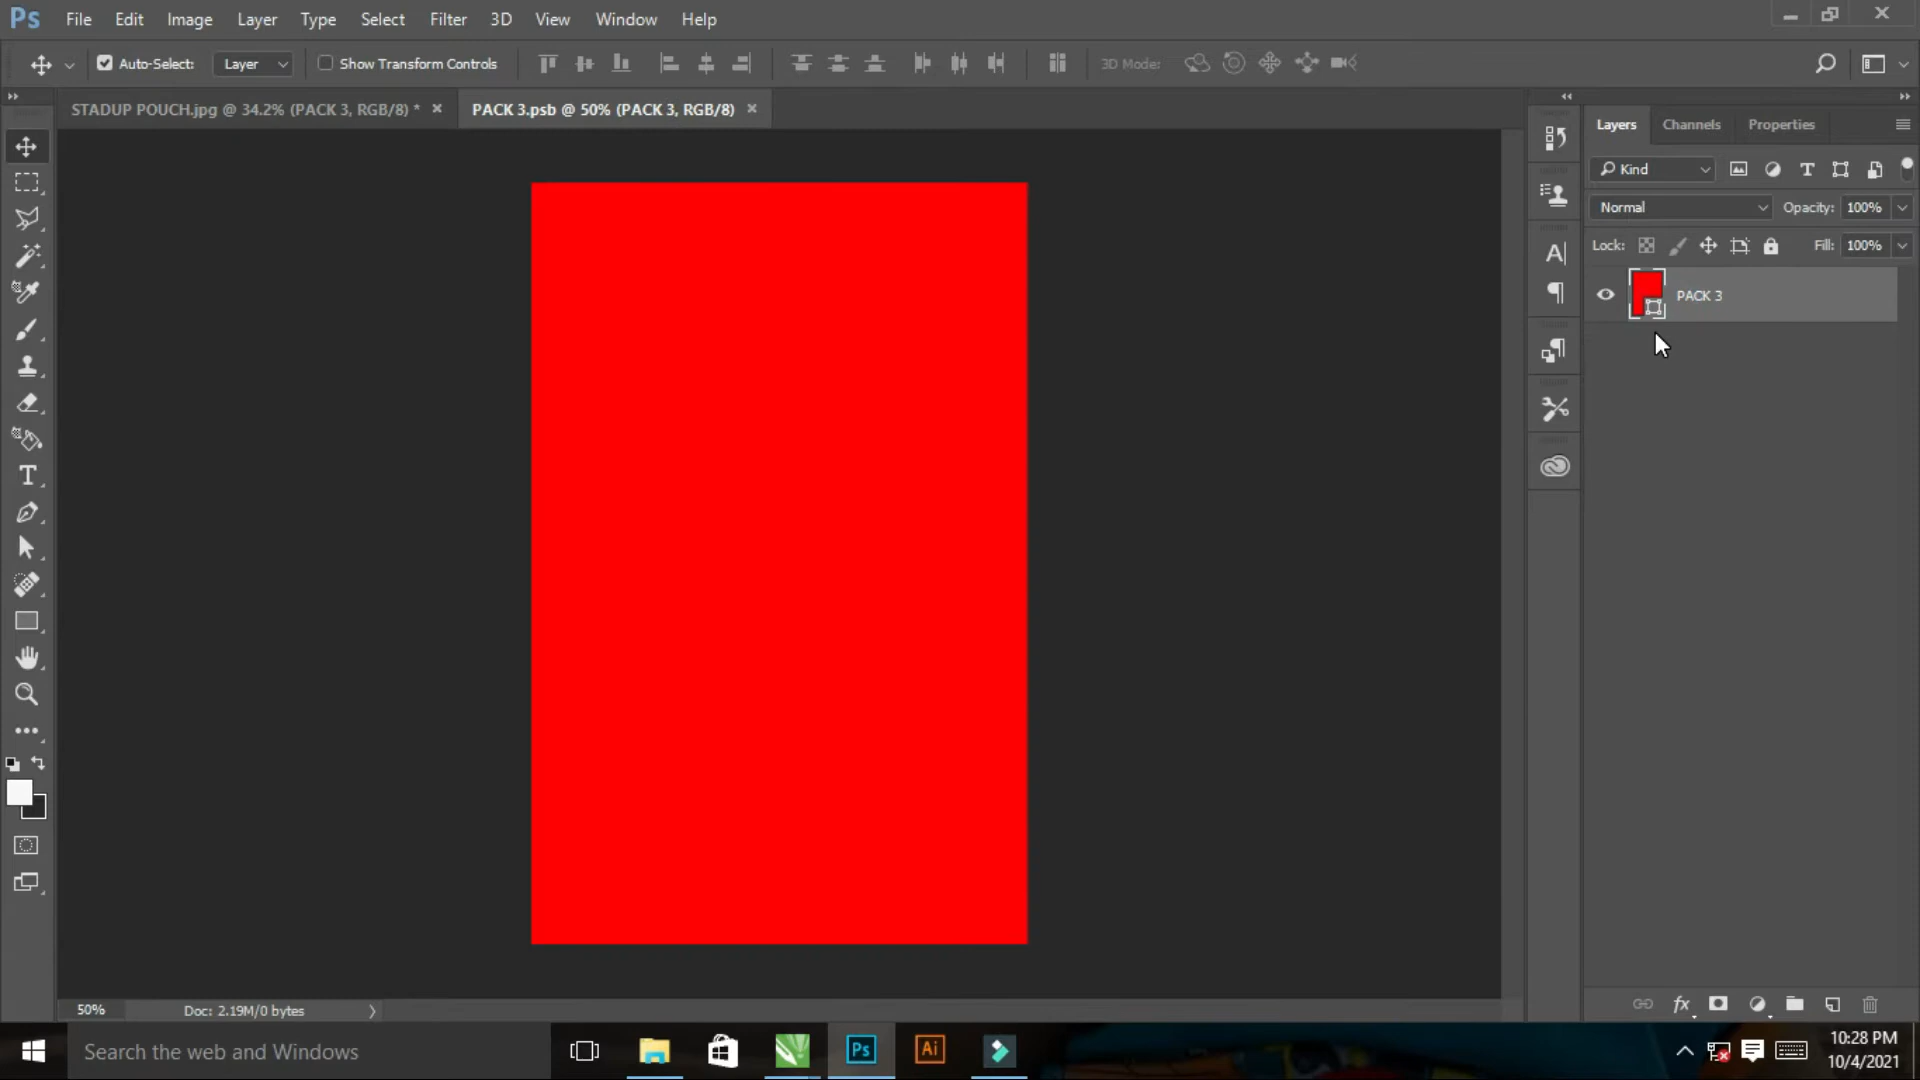 Ps File Edit Image Layer Type Select Filter 3D View Window Help
Auto-Select: Layer Show Transform Controls 3D Mode:
STADUP POUCH.jpg @ 34.2% (PACK 3, RGB/8) * × PACK 3.psb @ 50% (PACK 3, RGB/8) ×
Layers Channels Properties
Kind
Normal Opacity: 100%
Lock: Fill: 100%
PACK 3
50% Doc: 2.19M/0 bytes
Search the web and Windows
Ps Ai
10:28 PM
10/4/2021